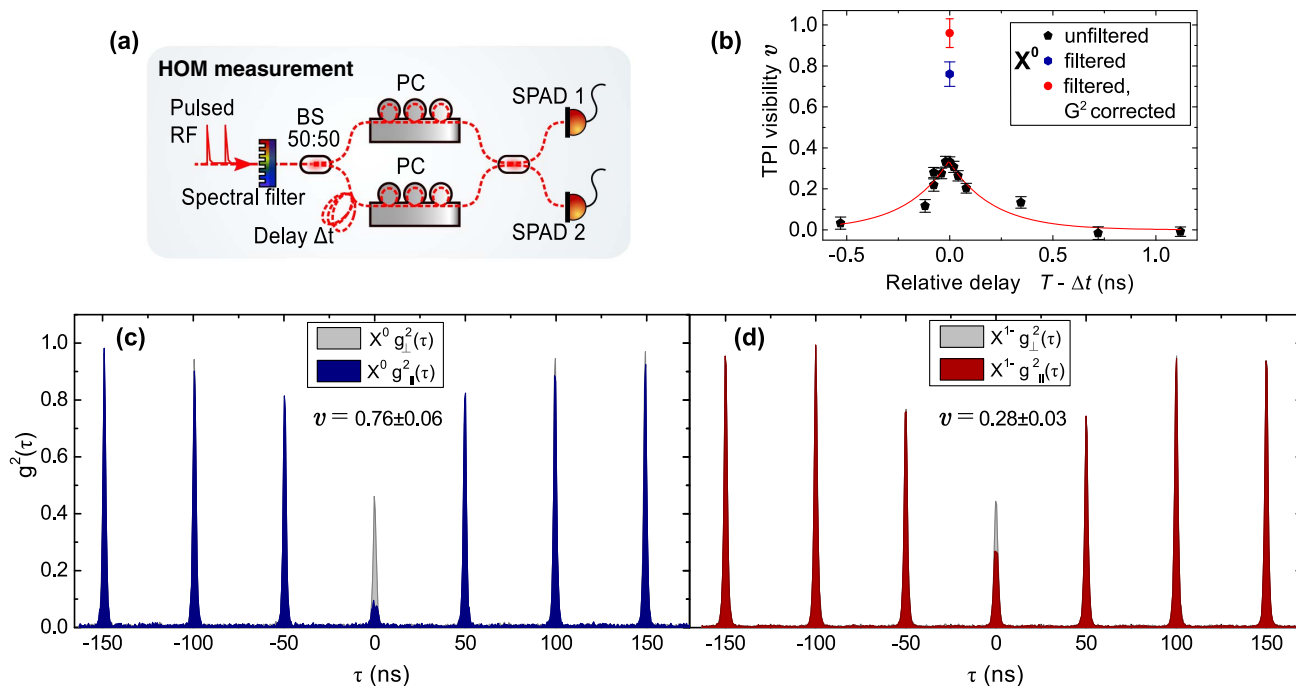 (a)
HOM measurement
Pulsed
RF
BS
50:50
PC
PC
SPAD 1
SPAD 2
Spectral filter
Delay Δt
(b)
TPI visibility v
1.0
0.8
0.6
0.4
0.2
0.0
-0.5
0.0
0.5
1.0
Relative delay T - Δt (ns)
X⁰
unfiltered
filtered
filtered,
G² corrected
(c)
X⁰ g²⊥(τ)
X⁰ g²∥(τ)
v = 0.76±0.06
g²(τ)
1.0
0.8
0.6
0.4
0.2
0.0
-150
-100
-50
0
50
100
150
τ (ns)
(d)
X¹⁻ g²⊥(τ)
X¹⁻ g²∥(τ)
v = 0.28±0.03
-150
-100
-50
0
50
100
150
τ (ns)